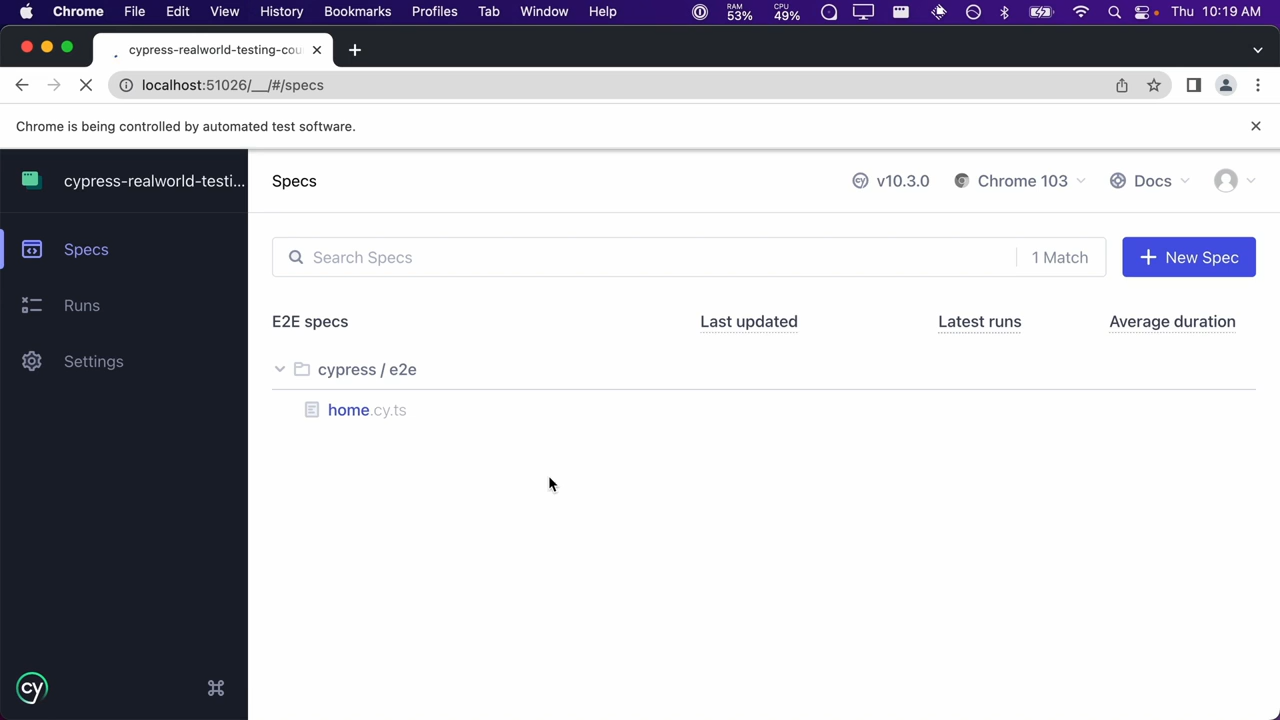 Chrome File Edit View History Bookmarks Profiles Tab Window Help RAM 53% CPU 49% Thu 10:19 AM
cypress-realworld-testing-cou
localhost:51026/__/#/specs
Chrome is being controlled by automated test software.
cypress-realworld-testi... Specs v10.3.0 Chrome 103 Docs
Specs
Runs
Settings
Search Specs 1 Match New Spec
E2E specs Last updated Latest runs Average duration
cypress / e2e
home.cy.ts
cy